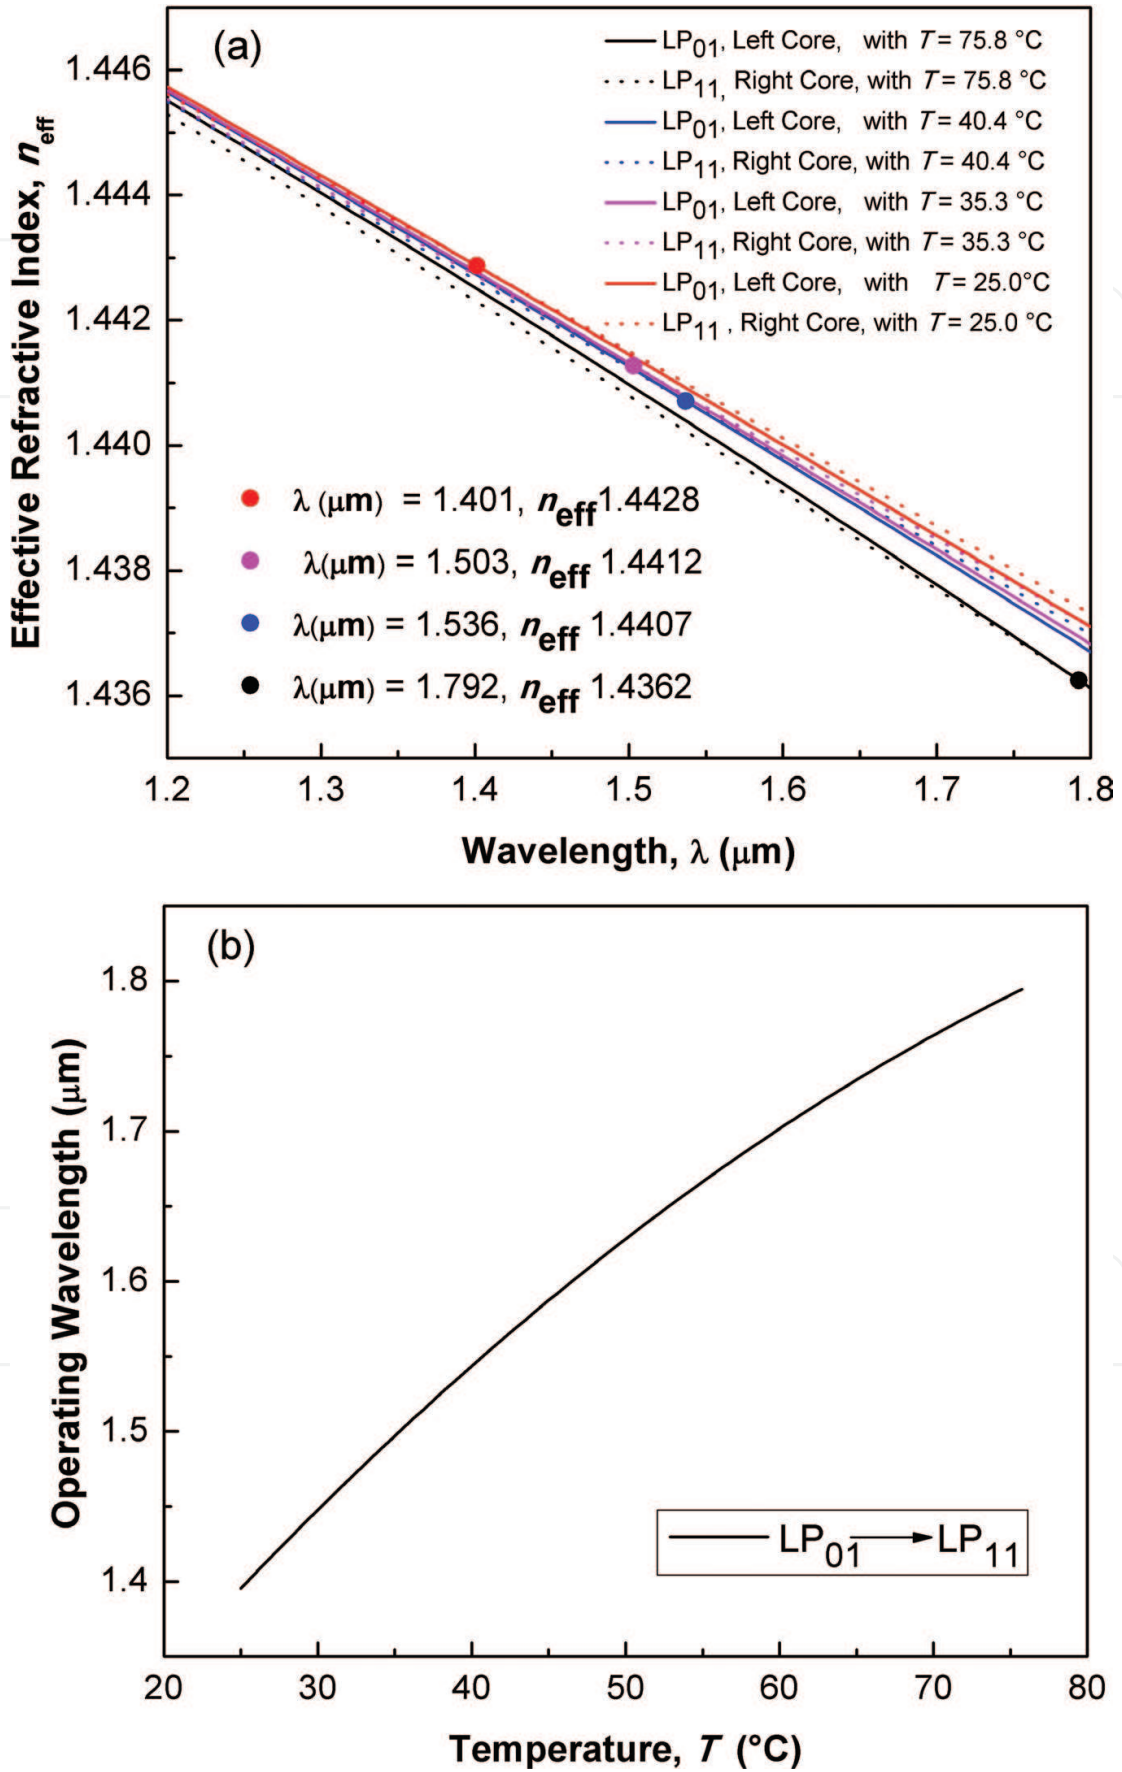 (a)
LP01, Left Core, with T = 75.8 °C
LP11, Right Core, with T = 75.8 °C
LP01, Left Core, with T = 40.4 °C
LP11, Right Core, with T = 40.4 °C
LP01, Left Core, with T = 35.3 °C
LP11, Right Core, with T = 35.3 °C
LP01, Left Core, with T = 25.0°C
LP11 , Right Core, with T = 25.0 °C
Effective Refractive Index, neff
1.446
1.444
1.442
1.440
1.438
1.436
λ (μm) = 1.401, neff 1.4428
λ(μm) = 1.503, neff 1.4412
λ(μm) = 1.536, neff 1.4407
λ(μm) = 1.792, neff 1.4362
1.2 1.3 1.4 1.5 1.6 1.7 1.8
Wavelength, λ (μm)
(b)
Operating Wavelength (μm)
1.8
1.7
1.6
1.5
1.4
LP01 → LP11
20 30 40 50 60 70 80
Temperature, T (°C)